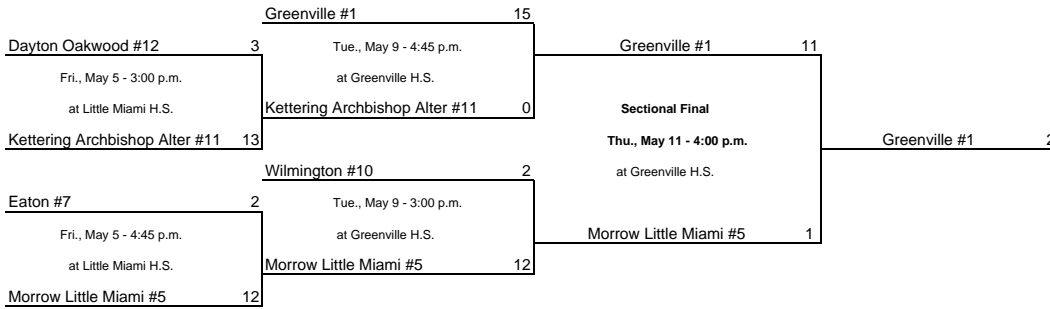 Greenville #1 15
Dayton Oakwood #12 3
Tue., May 9 - 4:45 p.m.
Greenville #1 11
Fri., May 5 - 3:00 p.m.
at Greenville H.S.
at Little Miami H.S.
Kettering Archbishop Alter #11 0
Sectional Final
Kettering Archbishop Alter #11 13
Thu., May 11 - 4:00 p.m.
Greenville #1
Wilmington #10 2
at Greenville H.S.
Eaton #7 2
Tue., May 9 - 3:00 p.m.
Fri., May 5 - 4:45 p.m.
at Greenville H.S.
Morrow Little Miami #5 1
at Little Miami H.S.
Morrow Little Miami #5 12
Morrow Little Miami #5 12